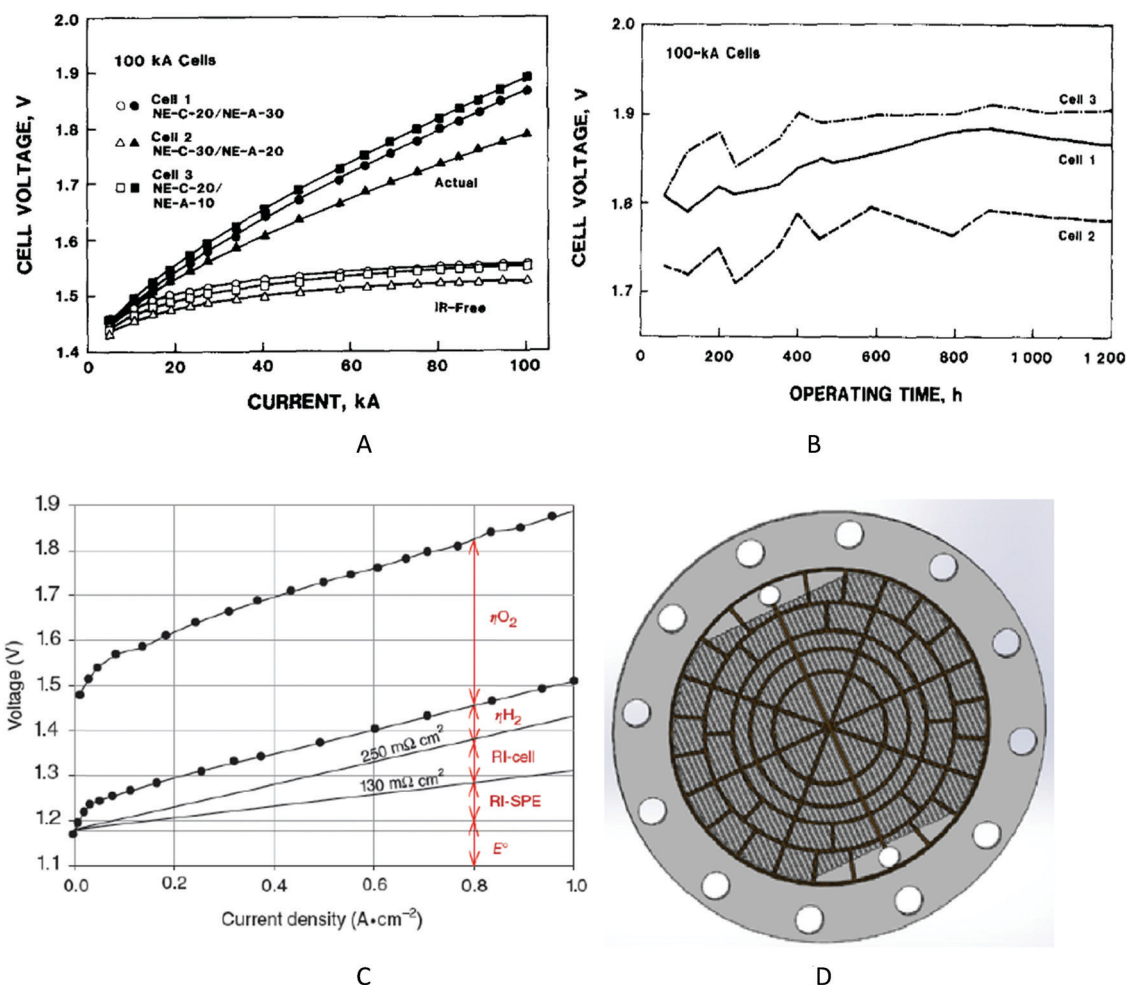 2.0
1.9
1.8
1.7
1.6
1.5
1.4
CELL VOLTAGE, V
100 kA Cells
Cell 1
NE-C-20/NE-A-30
Cell 2
NE-C-30/NE-A-20
Cell 3
NE-C-20/
NE-A-10
Actual
IR-Free
0 20 40 60 80 100
CURRENT, kA
A
2.0
1.9
1.8
1.7
CELL VOLTAGE, V
100-kA Cells
Cell 3
Cell 1
Cell 2
0 200 400 600 800 1 000 1 200
OPERATING TIME, h
B
1.9
1.8
1.7
1.6
1.5
1.4
1.3
1.2
1.1
Voltage (V)
ηO₂
ηH₂
250 mΩ cm²
RI-cell
130 mΩ cm²
RI-SPE
E°
0.0 0.2 0.4 0.6 0.8 1.0
Current density (A•cm⁻²)
C
D